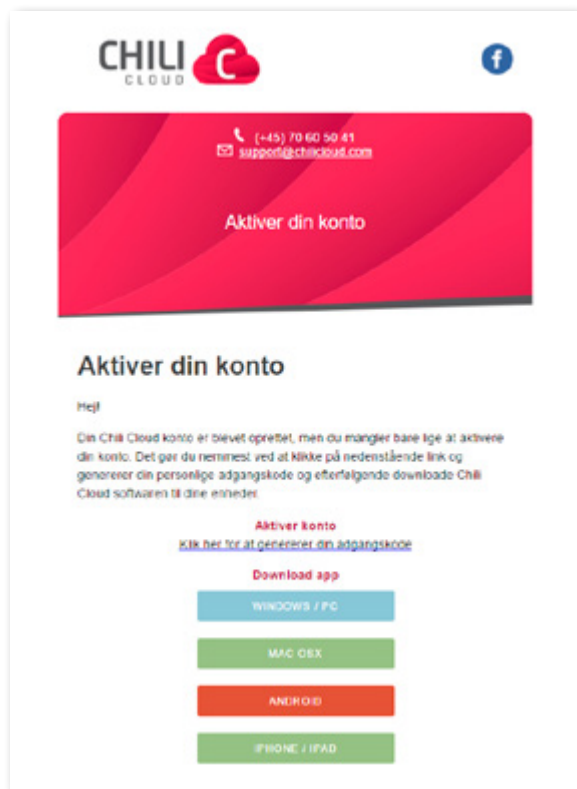 CHILI
CLOUD
C
f
(+45) 70 60 50 41
support@chilicloud.com
Aktiver din konto
Aktiver din konto
Hej!
Din Chili Cloud konto er blevet oprettet, men du mangler bare lige at aktivere
din konto. Det gør du nemmest ved at klikke på nedenstående link og
genererer din personlige adgangskode og efterfølgende downloade Chili
Cloud softwaren til dine enheder.
Aktiver konto
Klik her for at genererer din adgangskode
Download app
WINDOWS / PC
MAC OSX
ANDROID
IPHONE / IPAD